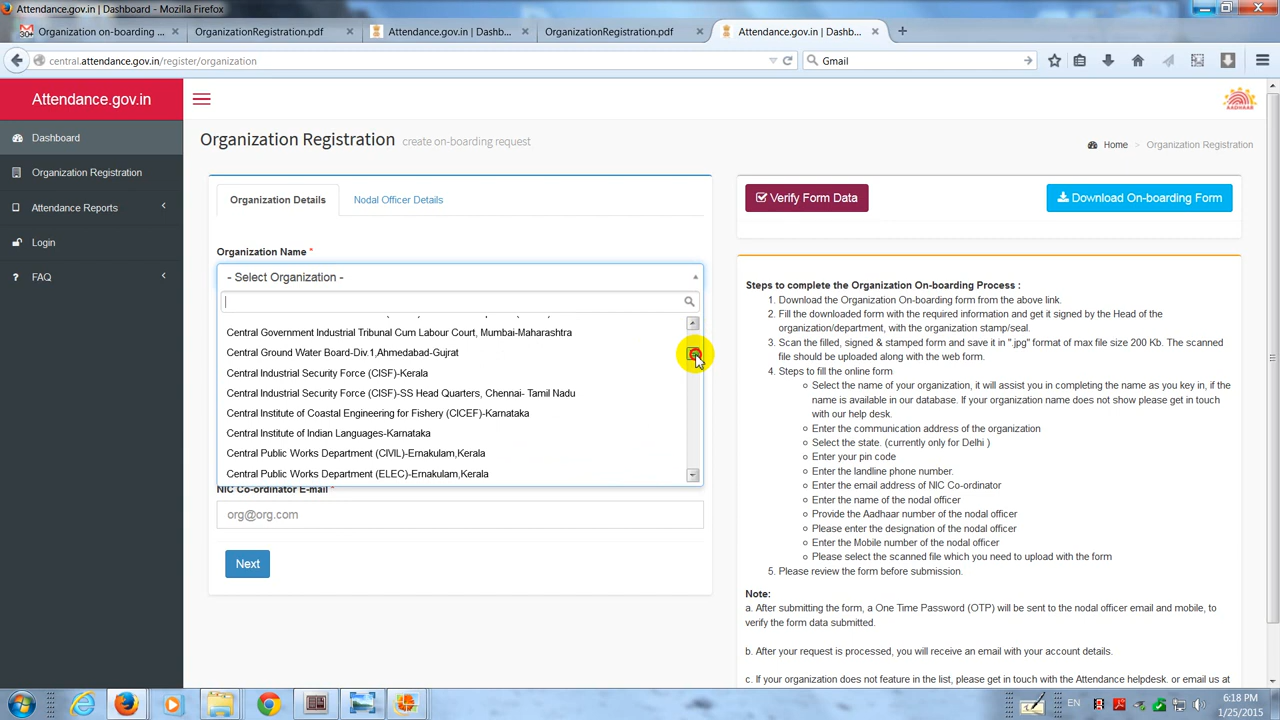 Attendance.gov.in | Dashboard - Mozilla Firefox
Organization on-boarding ...
OrganizationRegistration.pdf
Attendance.gov.in | Dashb...
OrganizationRegistration.pdf
Attendance.gov.in | Dashb...
central.attendance.gov.in/register/organization
Gmail
Attendance.gov.in
Dashboard
Organization Registration
Attendance Reports
Login
FAQ
AADHAAR
Organization Registration create on-boarding request
Home > Organization Registration
Organization Details
Nodal Officer Details
Organization Name *
- Select Organization -
Central Government Industrial Tribunal Cum Labour Court, Mumbai-Maharashtra
Central Ground Water Board-Div.1,Ahmedabad-Gujrat
Central Industrial Security Force (CISF)-Kerala
Central Industrial Security Force (CISF)-SS Head Quarters, Chennai- Tamil Nadu
Central Institute of Coastal Engineering for Fishery (CICEF)-Karnataka
Central Institute of Indian Languages-Karnataka
Central Public Works Department (CIVIL)-Ernakulam,Kerala
Central Public Works Department (ELEC)-Ernakulam,Kerala
NIC Co-ordinator E-mail *
org@org.com
Next
Verify Form Data
Download On-boarding Form
Steps to complete the Organization On-boarding Process :
1. Download the Organization On-boarding form from the above link.
2. Fill the downloaded form with the required information and get it signed by the Head of the
organization/department, with the organization stamp/seal.
3. Scan the filled, signed & stamped form and save it in ".jpg" format of max file size 200 Kb. The scanned
file should be uploaded along with the web form.
4. Steps to fill the online form
Select the name of your organization, it will assist you in completing the name as you key in, if the
name is available in our database. If your organization name does not show please get in touch
with our help desk.
Enter the communication address of the organization
Select the state. (currently only for Delhi )
Enter your pin code
Enter the landline phone number.
Enter the email address of NIC Co-ordinator
Enter the name of the nodal officer
Provide the Aadhaar number of the nodal officer
Please enter the designation of the nodal officer
Enter the Mobile number of the nodal officer
Please select the scanned file which you need to upload with the form
5. Please review the form before submission.
Note:
a. After submitting the form, a One Time Password (OTP) will be sent to the nodal officer email and mobile, to
verify the form data submitted.
b. After your request is processed, you will receive an email with your account details.
c. If your organization does not feature in the list, please get in touch with the Attendance helpdesk. or email us at
EN
6:18 PM
1/25/2015